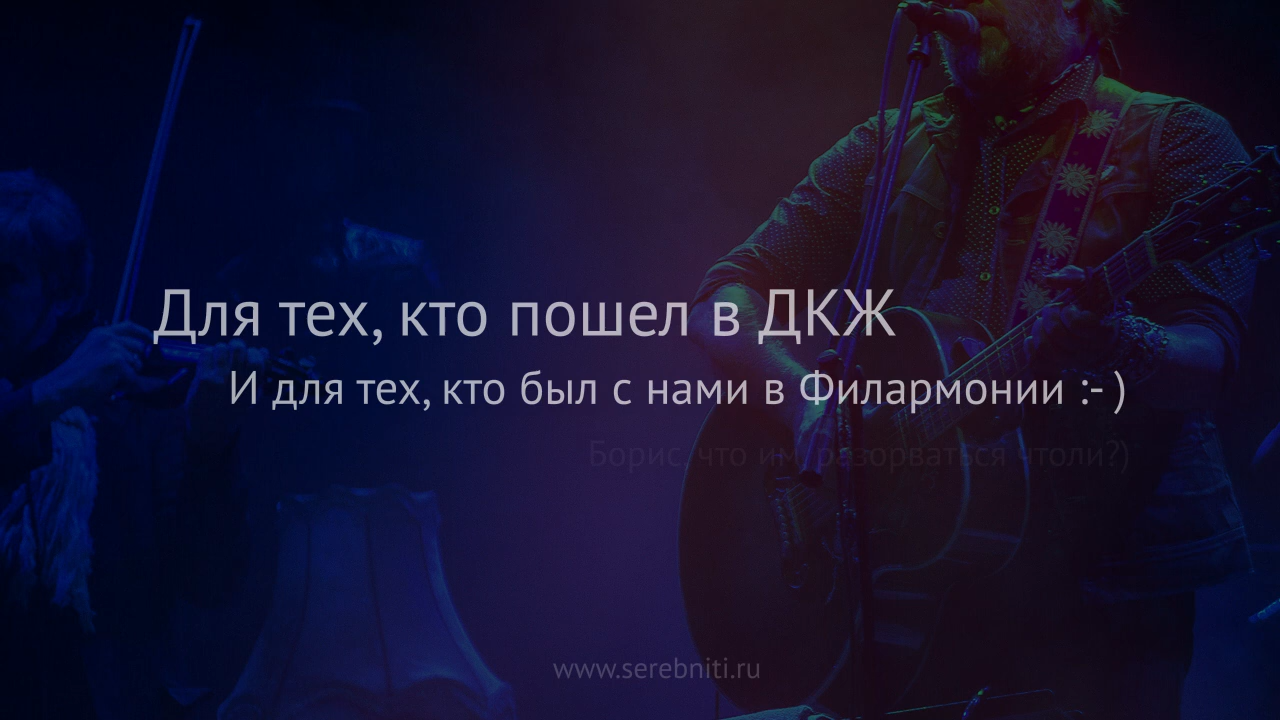 Для тех, кто пошел в ДКЖ
И для тех, кто был с нами в Филармонии :- )
Борис, что им, разорваться чтоли?)
www.serebniti.ru